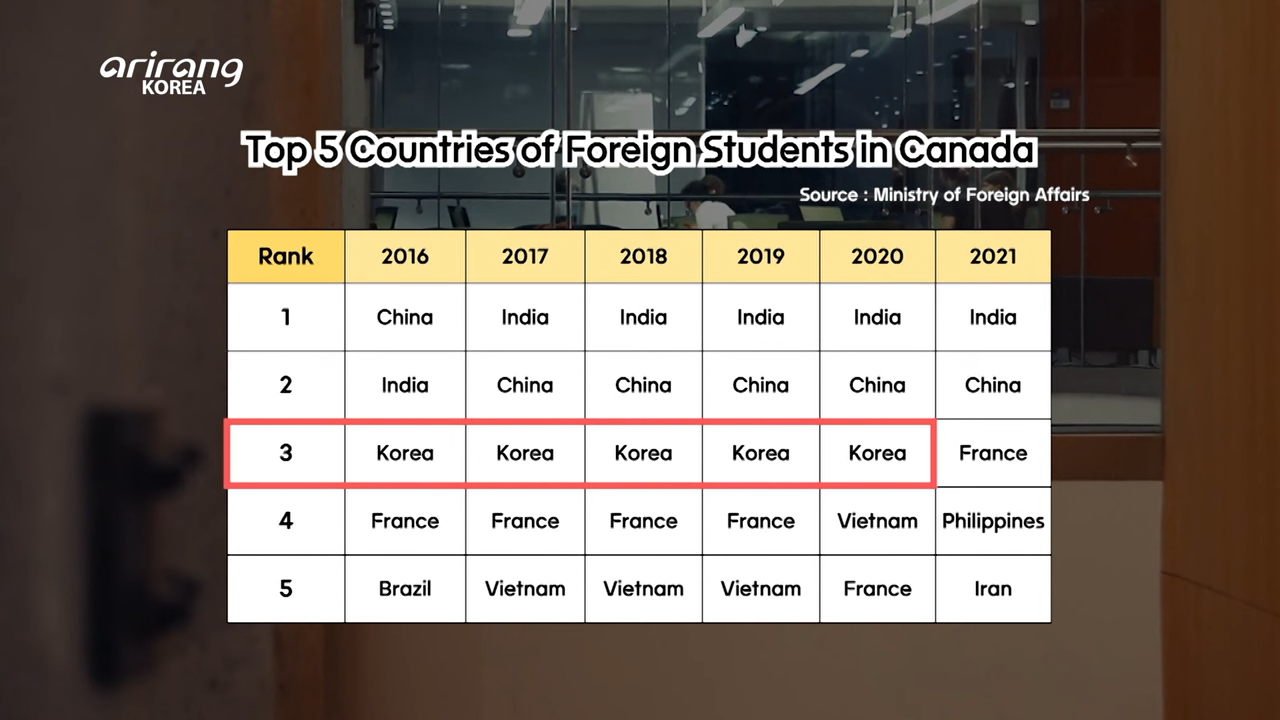 arirang
KOREA
Top 5 Countries of Foreign Students in Canada
Source : Ministry of Foreign Affairs
Rank 2016 2017 2018 2019 2020 2021
1 China India India India India India
2 India China China China China China
3 Korea Korea Korea Korea Korea France
4 France France France France Vietnam Philippines
5 Brazil Vietnam Vietnam Vietnam France Iran